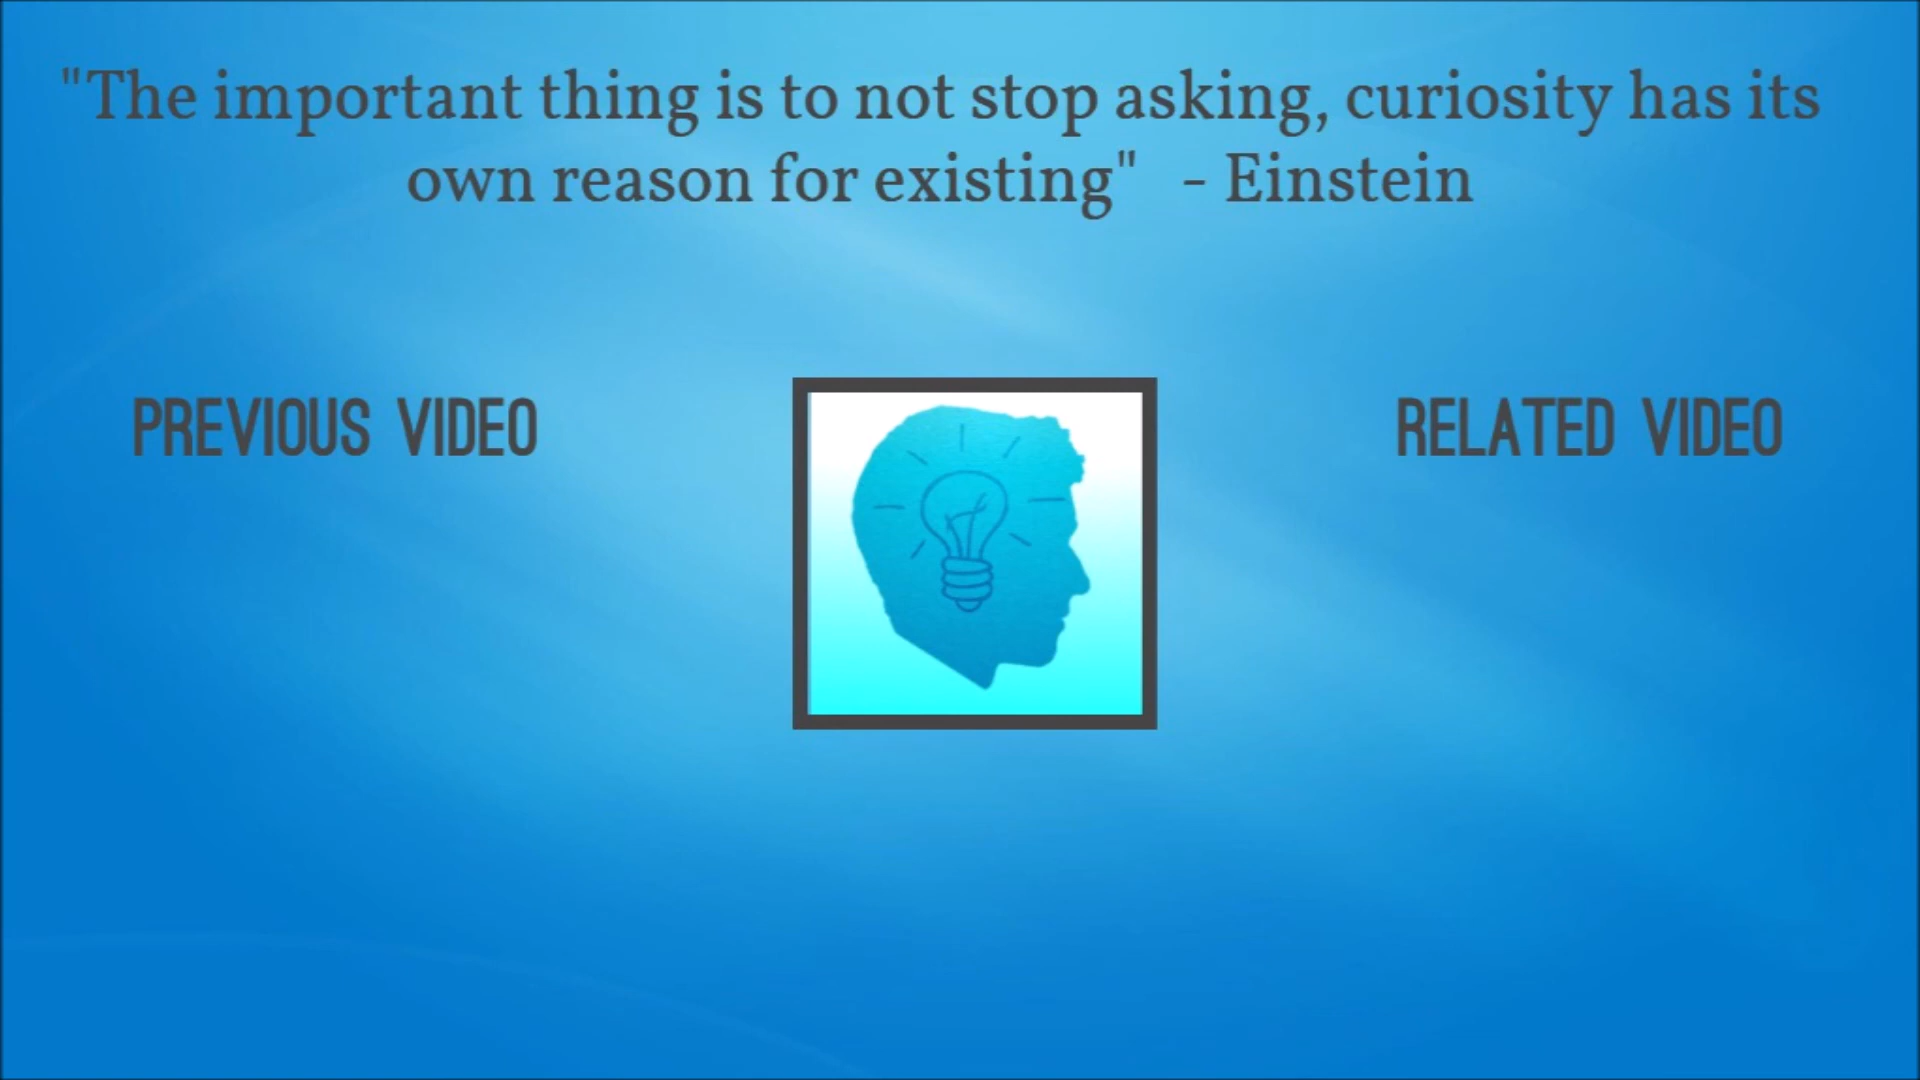 "The important thing is to not stop asking, curiosity has its
own reason for existing" - Einstein
PREVIOUS VIDEO
RELATED VIDEO